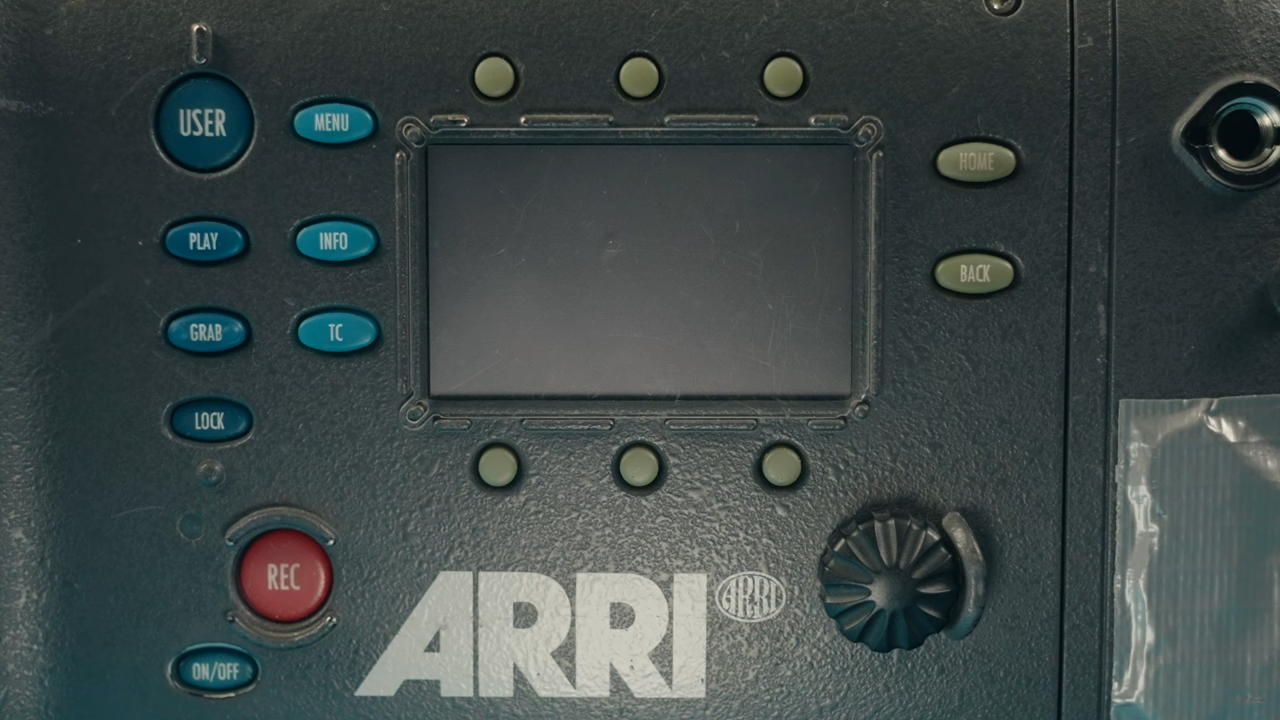 USER
MENU
HOME
PLAY
INFO
BACK
GRAB
TC
LOCK
REC
ARRI
ARRI
ON/OFF